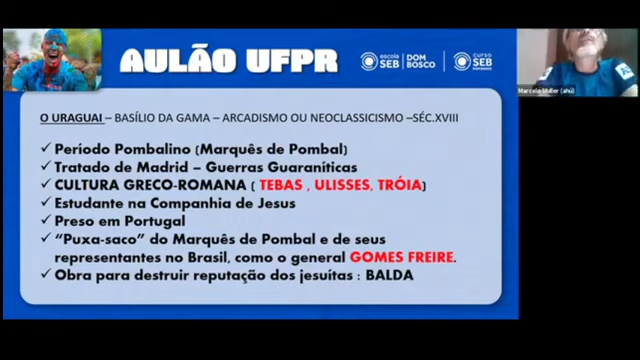 AULÃO UFPR
escola SEB | DOM BOSCO
curso SEB
Marcela Muller (ahú)
O URAGUAI – BASÍLIO DA GAMA – ARCADISMO OU NEOCLASSICISMO –SÉC.XVIII
✓ Período Pombalino (Marquês de Pombal)
✓ Tratado de Madrid – Guerras Guaraníticas
✓ CULTURA GRECO-ROMANA ( TEBAS , ULISSES, TRÓIA)
✓ Estudante na Companhia de Jesus
✓ Preso em Portugal
✓ “Puxa-saco” do Marquês de Pombal e de seus
representantes no Brasil, como o general GOMES FREIRE.
✓ Obra para destruir reputação dos jesuítas : BALDA